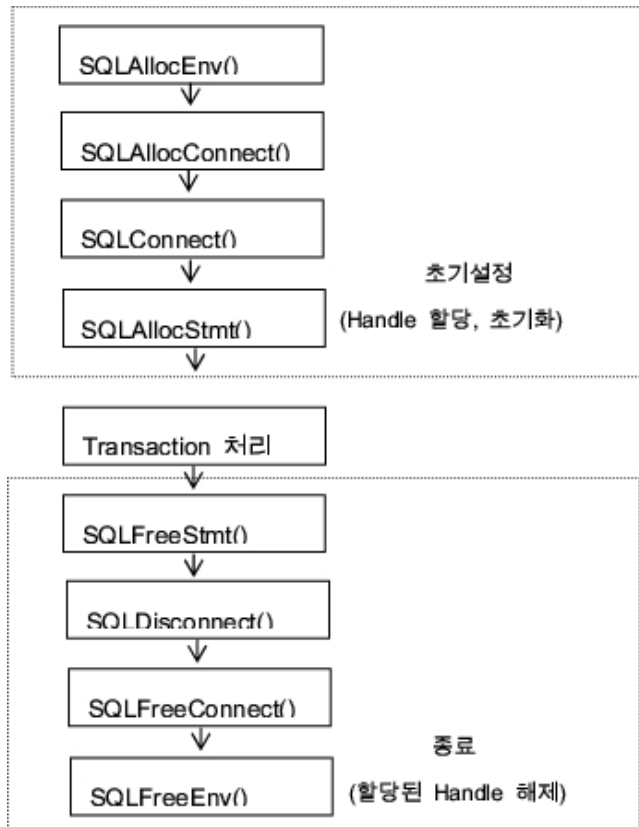 SQLAllocEnv()
SQLAllocConnect()
SQLConnect()
초기설정
SQLAllocStmt()
(Handle 할당, 초기화)
Transaction 처리
SQLFreeStmt()
SQLDisconnect()
SQLFreeConnect()
종료
SQLFreeEnv()
(할당된 Handle 해제)